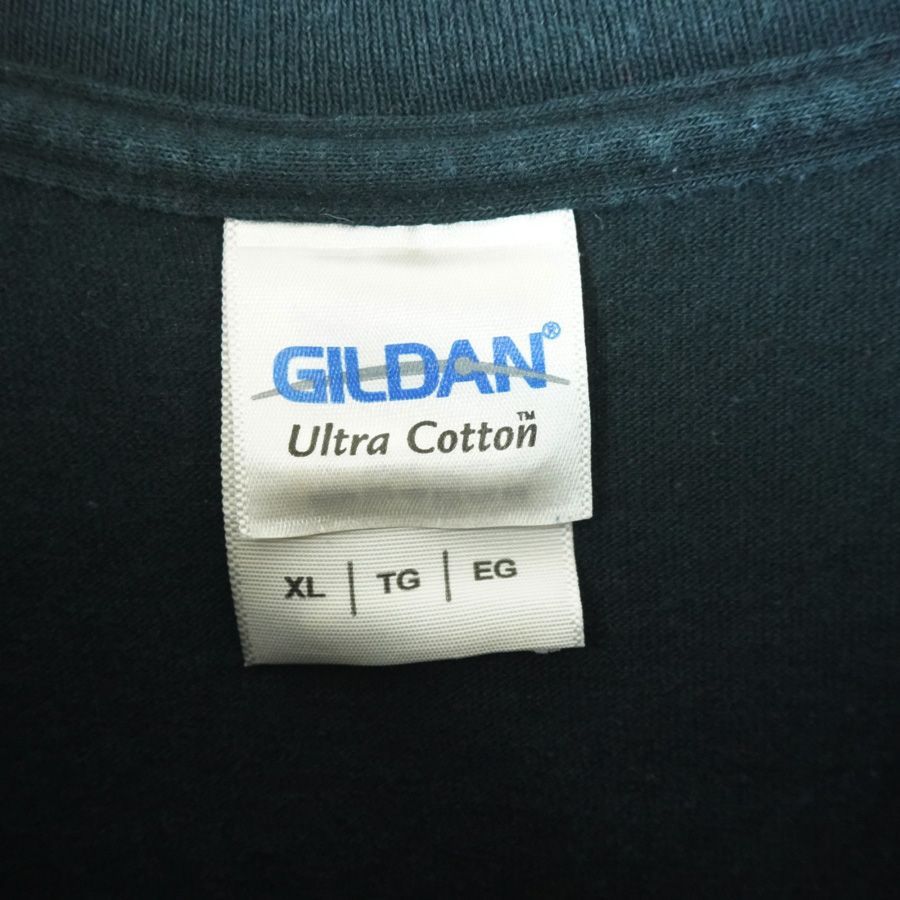 GILDAN®
Ultra Cotton™
XL | TG | EG